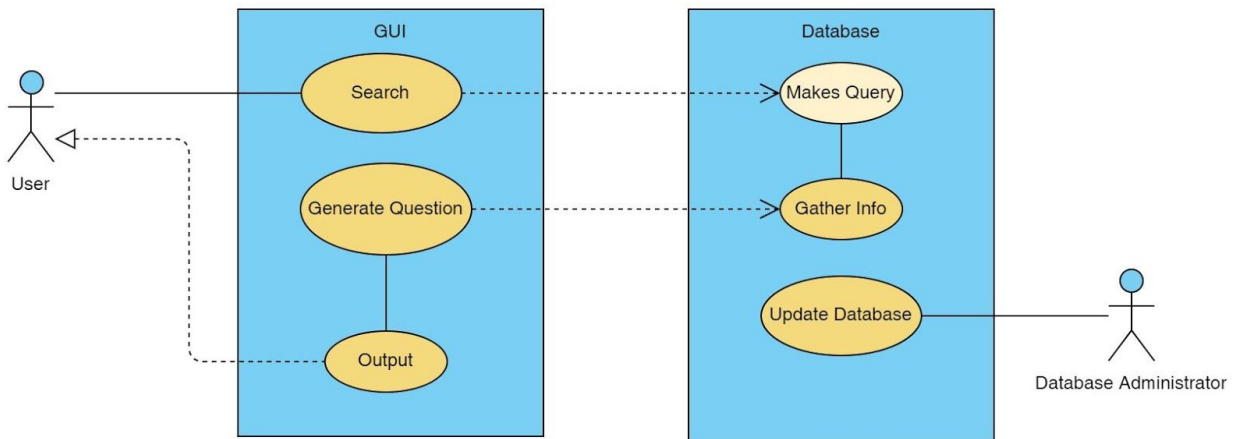 GUI
Database
Search
Makes Query
User
Generate Question
Gather Info
Update Database
Output
Database Administrator